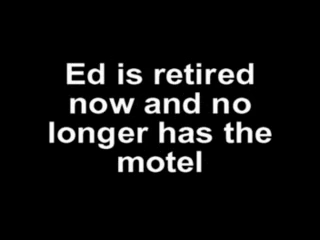 Ed is retired
now and no
longer has the
motel